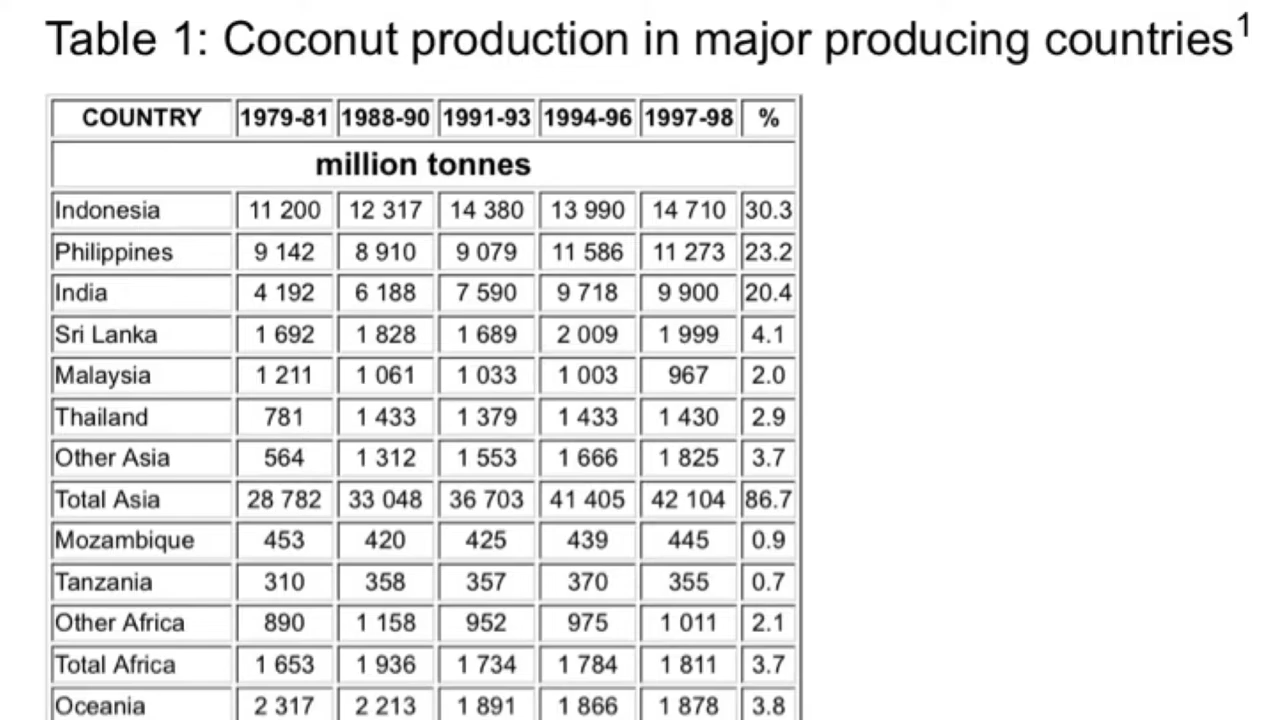 Table 1: Coconut production in major producing countries1
COUNTRY 1979-81 1988-90 1991-93 1994-96 1997-98 %
million tonnes
Indonesia 11 200 12 317 14 380 13 990 14 710 30.3
Philippines 9 142 8 910 9 079 11 586 11 273 23.2
India 4 192 6 188 7 590 9 718 9 900 20.4
Sri Lanka 1 692 1 828 1 689 2 009 1 999 4.1
Malaysia 1 211 1 061 1 033 1 003 967 2.0
Thailand 781 1 433 1 379 1 433 1 430 2.9
Other Asia 564 1 312 1 553 1 666 1 825 3.7
Total Asia 28 782 33 048 36 703 41 405 42 104 86.7
Mozambique 453 420 425 439 445 0.9
Tanzania 310 358 357 370 355 0.7
Other Africa 890 1 158 952 975 1 011 2.1
Total Africa 1 653 1 936 1 734 1 784 1 811 3.7
Oceania 2 317 2 213 1 891 1 866 1 878 3.8